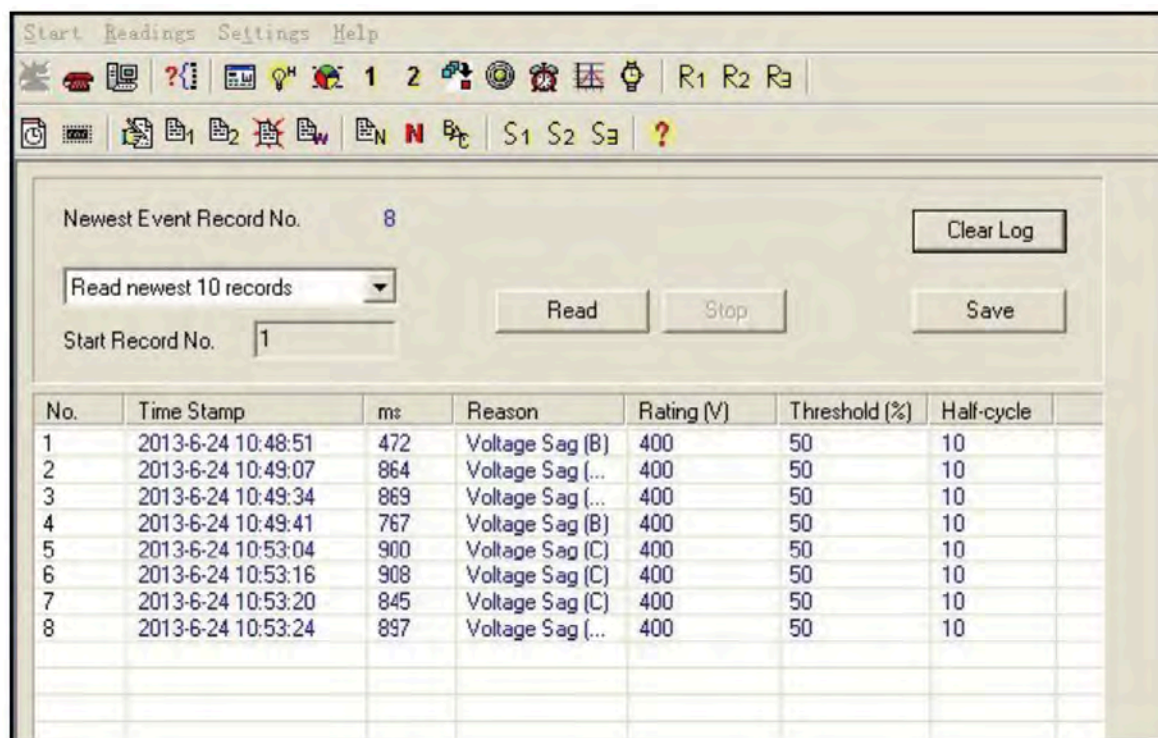 Start Readings Settings Help
?{} H 1 2 R1 R2 R3
1 2 W N N BAC S1 S2 S3 ?
Newest Event Record No. 8 Clear Log
Read newest 10 records
Read Stop Save
Start Record No. 1
No. Time Stamp ms Reason Rating (V) Threshold (%) Half-cycle
1 2013-6-24 10:48:51 472 Voltage Sag (B) 400 50 10
2 2013-6-24 10:49:07 864 Voltage Sag (... 400 50 10
3 2013-6-24 10:49:34 869 Voltage Sag (... 400 50 10
4 2013-6-24 10:49:41 767 Voltage Sag (B) 400 50 10
5 2013-6-24 10:53:04 900 Voltage Sag (C) 400 50 10
6 2013-6-24 10:53:16 908 Voltage Sag (C) 400 50 10
7 2013-6-24 10:53:20 845 Voltage Sag (C) 400 50 10
8 2013-6-24 10:53:24 897 Voltage Sag (... 400 50 10